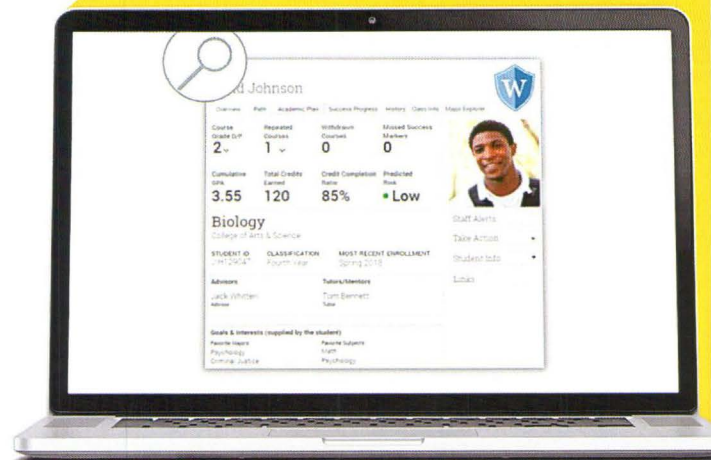 Johnson
W
Overview Path Academic Plan Success Progress History Class Info Major Explorer
Course Grade D/F
2
Repeated Courses
1
Withdrawn Courses
0
Missed Success Markers
0
Cumulative GPA
3.55
Total Credits Earned
120
Credit Completion Ratio
85%
Predicted Risk
Low
Biology
College of Arts & Science
STUDENT ID CLASSIFICATION MOST RECENT ENROLLMENT
Fourth Year Spring
Advisors Tutors/Mentors
Jack Whitten Tom Bennett
Advisor Tutor
Goals & Interests (supplied by the student)
Favorite Majors Favorite Subjects
Psychology Math
Criminal Justice Psychology
Staff Alerts
Take Action
Student Info
Links